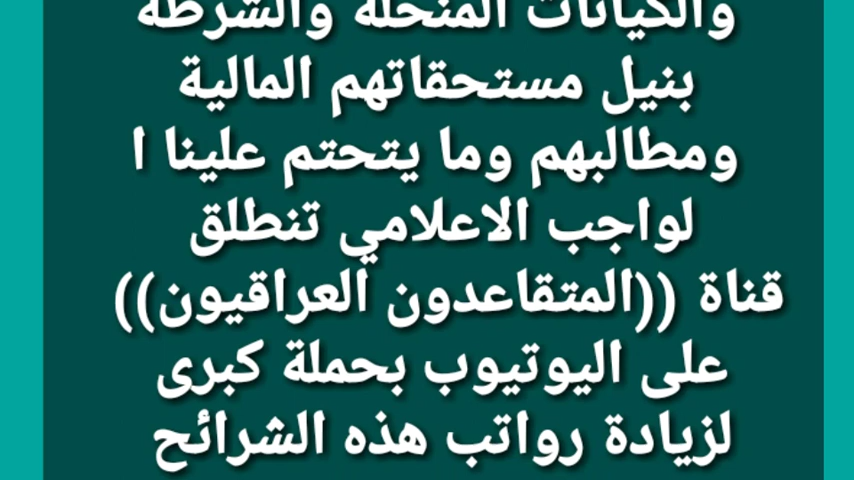 والكيانات المنحلة والشرطة
بنيل مستحقاتهم المالية
ومطالبهم وما يتحتم علينا ا
لواجب الاعلامي تنطلق
قناة ((المتقاعدون العراقيون))
على اليوتيوب بحملة كبرى
لزيادة رواتب هذه الشرائح